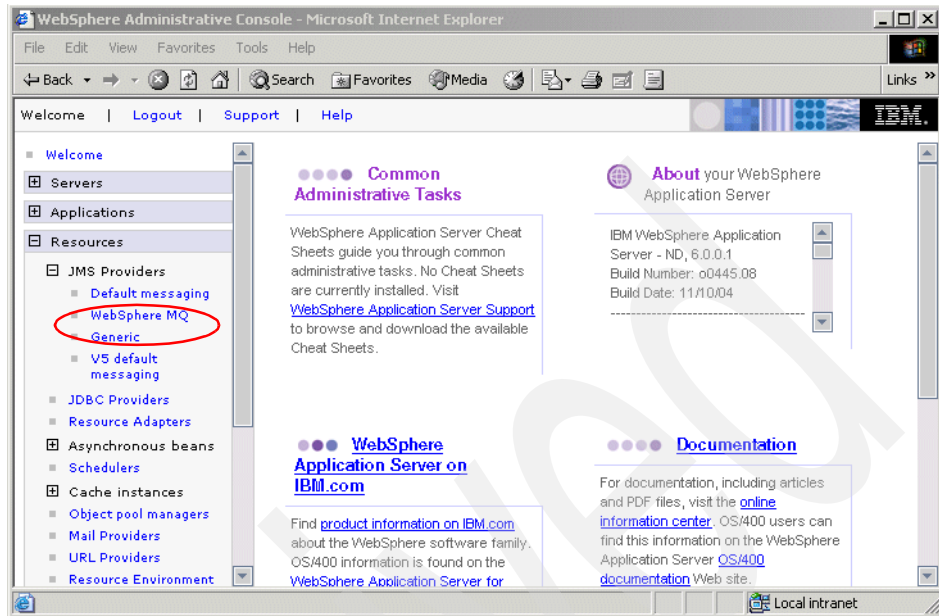 WebSphere Administrative Console - Microsoft Internet Explorer
File Edit View Favorites Tools Help
Back Search Favorites Media Links »
Welcome | Logout | Support | Help
IBM.
Welcome
Servers
Applications
Resources
JMS Providers
Default messaging
WebSphere MQ
Generic
V5 default
messaging
JDBC Providers
Resource Adapters
Asynchronous beans
Schedulers
Cache instances
Object pool managers
Mail Providers
URL Providers
Resource Environment
Common
Administrative Tasks
WebSphere Application Server Cheat
Sheets guide you through common
administrative tasks. No Cheat Sheets
are currently installed. Visit
WebSphere Application Server Support
to browse and download the available
Cheat Sheets.
About your WebSphere
Application Server
IBM WebSphere Application
Server - ND, 6.0.0.1
Build Number: o0445.08
Build Date: 11/10/04
----------------------------------------
WebSphere
Application Server on
IBM.com
Find product information on IBM.com
about the WebSphere software family.
OS/400 information is found on the
WebSphere Application Server for
Documentation
For documentation, including articles
and PDF files, visit the online
information center. OS/400 users can
find this information on the WebSphere
Application Server OS/400
documentation Web site.
Local intranet